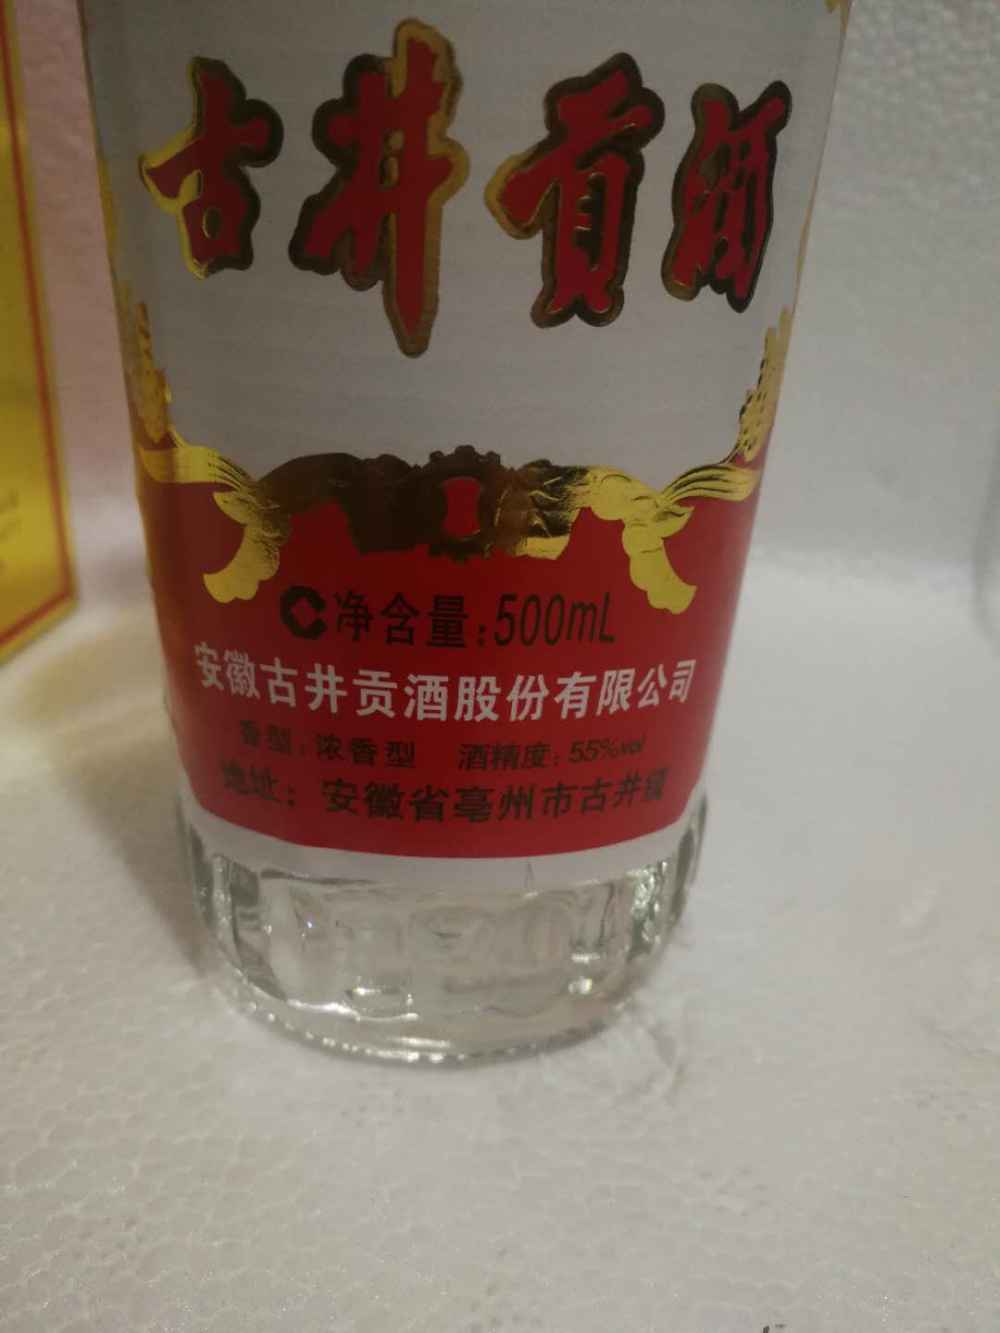 古井贡酒
净含量:500mL
安徽古井贡酒股份有限公司
香型:浓香型 酒精度:55%vol
地址:安徽省亳州市古井镇